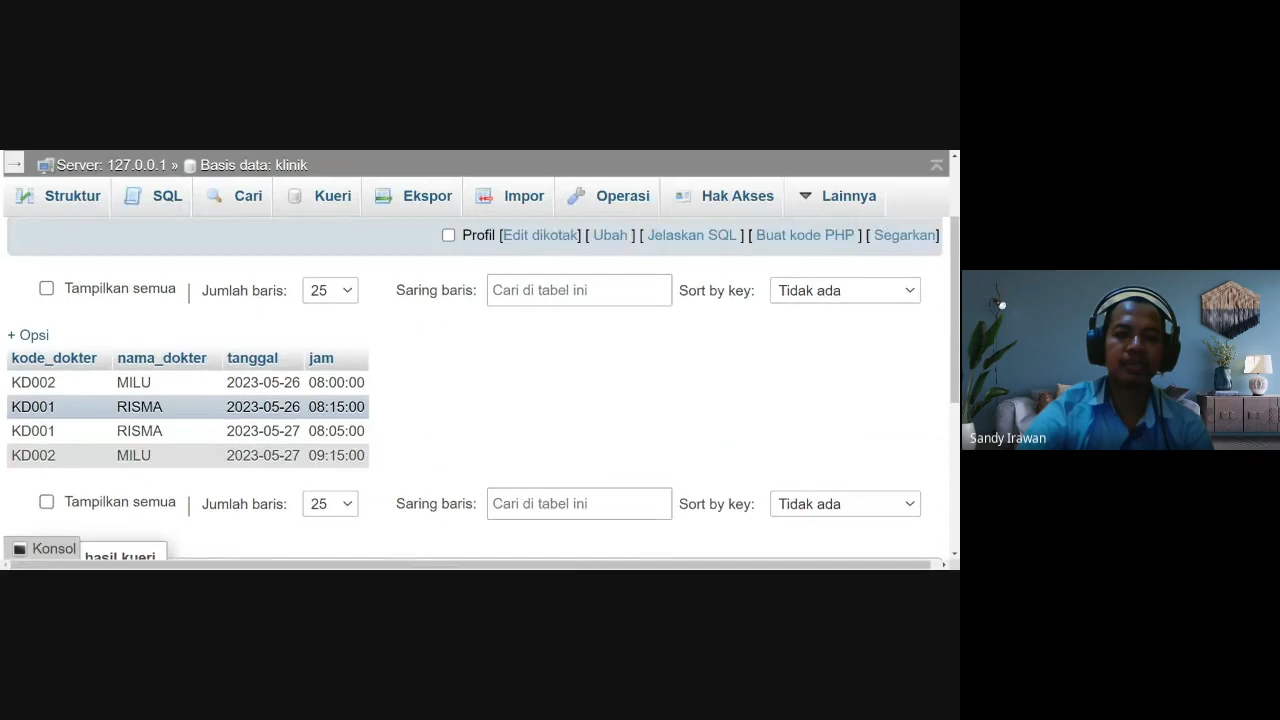 Server: 127.0.0.1 » Basis data: klinik
Struktur SQL Cari Kueri Ekspor Impor Operasi Hak Akses Lainnya
Profil [Edit dikotak] [ Ubah ] [ Jelaskan SQL ] [ Buat kode PHP ] [ Segarkan]
Tampilkan semua | Jumlah baris: 25 Saring baris: Cari di tabel ini Sort by key: Tidak ada
+ Opsi
kode_dokter nama_dokter tanggal jam
KD002 MILU 2023-05-26 08:00:00
KD001 RISMA 2023-05-26 08:15:00
KD001 RISMA 2023-05-27 08:05:00
KD002 MILU 2023-05-27 09:15:00
Tampilkan semua | Jumlah baris: 25 Saring baris: Cari di tabel ini Sort by key: Tidak ada
Konsol hasil kueri
Sandy Irawan